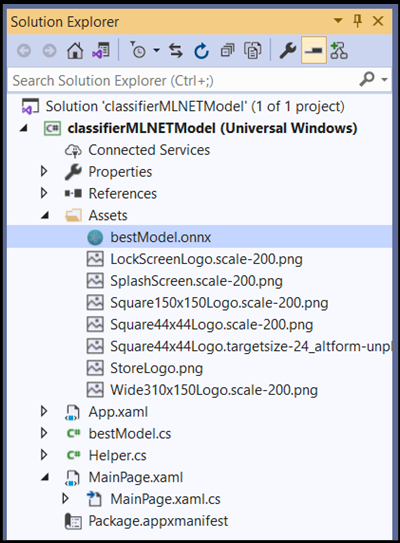 Solution Explorer
Search Solution Explorer (Ctrl+;)
Solution 'classifierMLNETModel' (1 of 1 project)
C# classifierMLNETModel (Universal Windows)
Connected Services
Properties
References
Assets
bestModel.onnx
LockScreenLogo.scale-200.png
SplashScreen.scale-200.png
Square150x150Logo.scale-200.png
Square44x44Logo.scale-200.png
Square44x44Logo.targetsize-24_altform-unpl
StoreLogo.png
Wide310x150Logo.scale-200.png
App.xaml
C# bestModel.cs
C# Helper.cs
MainPage.xaml
MainPage.xaml.cs
Package.appxmanifest